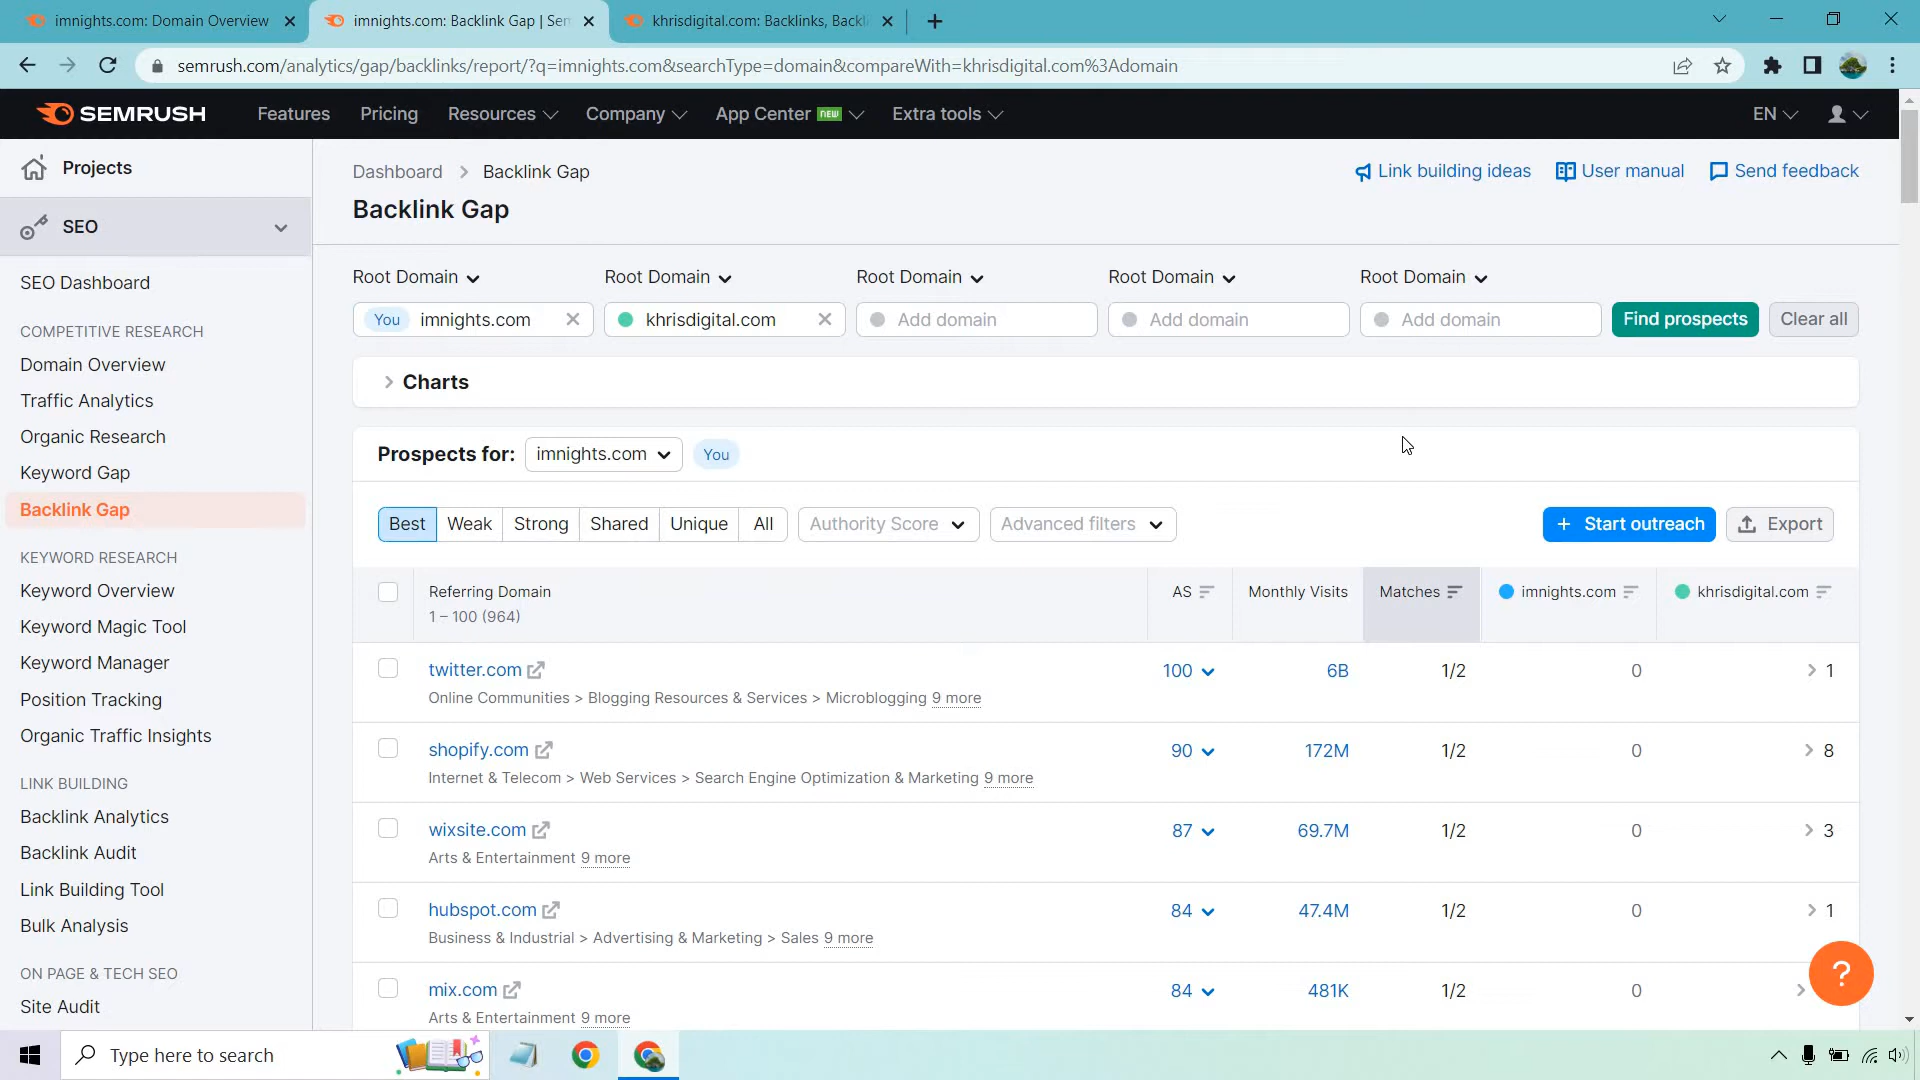 imnights.com: Domain Overview
imnights.com: Backlink Gap | Sen
khrisdigital.com: Backlinks, Backl
semrush.com/analytics/gap/backlinks/report/?q=imnights.com&searchType=domain&compareWith=khrisdigital.com%3Adomain
SEMRUSH
Features
Pricing
Resources
Company
App Center NEW
Extra tools
EN
Projects
SEO
SEO Dashboard
COMPETITIVE RESEARCH
Domain Overview
Traffic Analytics
Organic Research
Keyword Gap
Backlink Gap
KEYWORD RESEARCH
Keyword Overview
Keyword Magic Tool
Keyword Manager
Position Tracking
Organic Traffic Insights
LINK BUILDING
Backlink Analytics
Backlink Audit
Link Building Tool
Bulk Analysis
ON PAGE & TECH SEO
Site Audit
Dashboard > Backlink Gap
Link building ideas
User manual
Send feedback
Backlink Gap
Root Domain
Root Domain
Root Domain
Root Domain
Root Domain
You imnights.com
khrisdigital.com
Add domain
Add domain
Add domain
Find prospects
Clear all
Charts
Prospects for: imnights.com You
Best Weak Strong Shared Unique All
Authority Score
Advanced filters
+ Start outreach
Export
Referring Domain
1 – 100 (964)
AS
Monthly Visits
Matches
imnights.com
khrisdigital.com
twitter.com 100 6B 1/2 0 > 1
Online Communities > Blogging Resources & Services > Microblogging 9 more
shopify.com 90 172M 1/2 0 > 8
Internet & Telecom > Web Services > Search Engine Optimization & Marketing 9 more
wixsite.com 87 69.7M 1/2 0 > 3
Arts & Entertainment 9 more
hubspot.com 84 47.4M 1/2 0 > 1
Business & Industrial > Advertising & Marketing > Sales 9 more
mix.com 84 481K 1/2 0 >
Arts & Entertainment 9 more
?
Type here to search